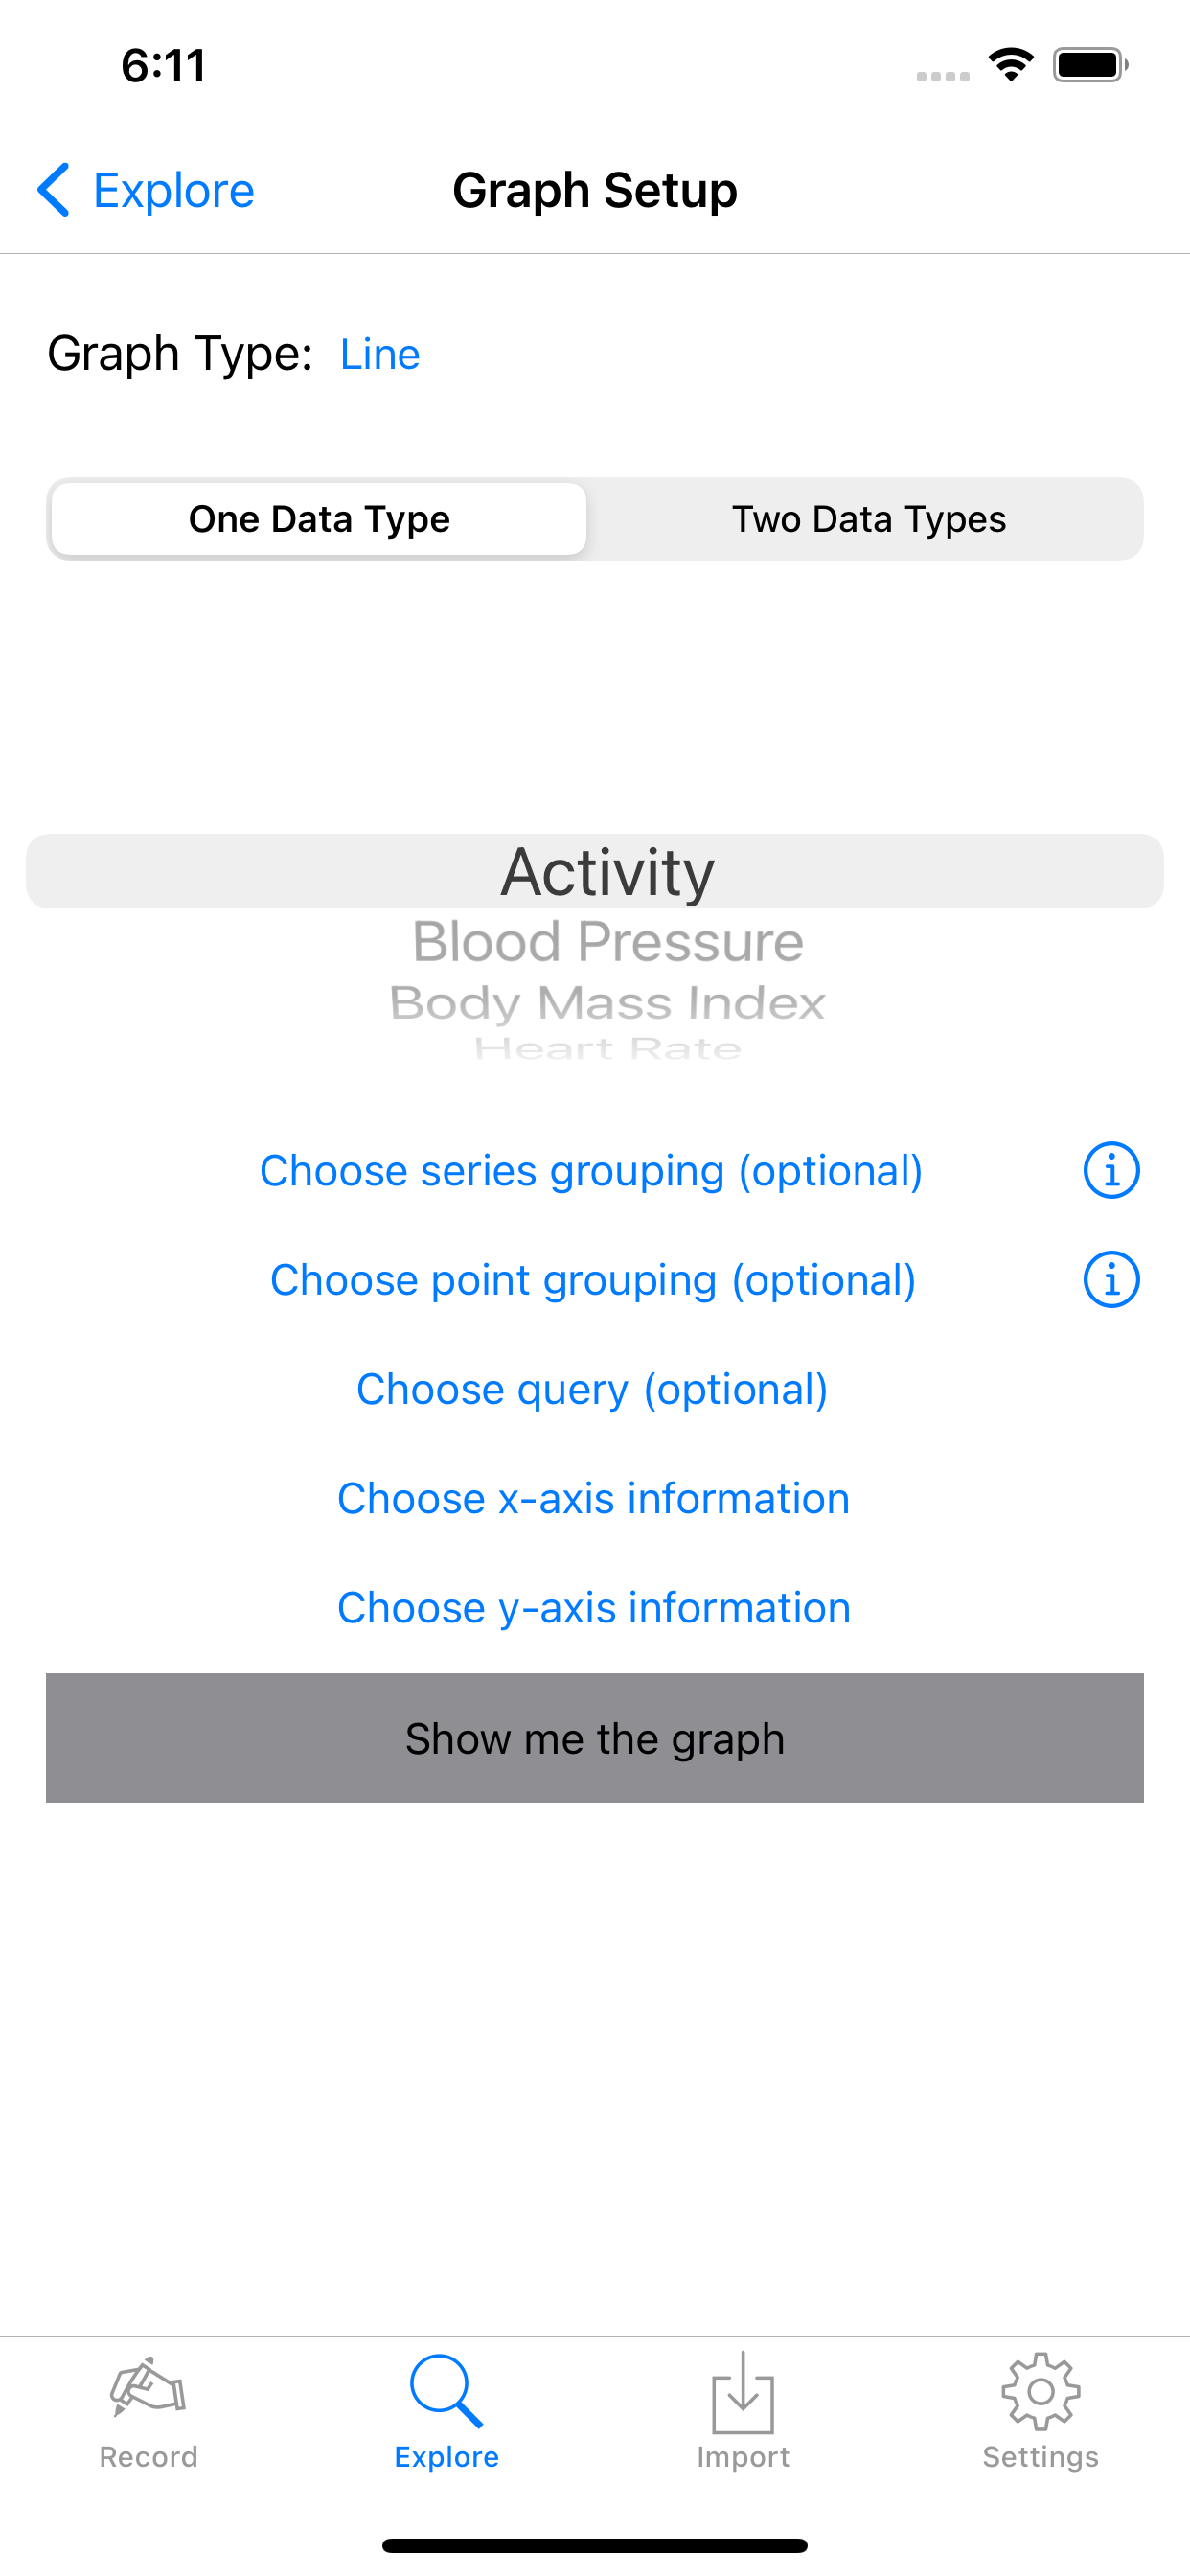 6:11
Explore
Graph Setup
Graph Type: Line
One Data Type
Two Data Types
Activity
Blood Pressure
Body Mass Index
Heart Rate
Choose series grouping (optional)
Choose point grouping (optional)
Choose query (optional)
Choose x-axis information
Choose y-axis information
Show me the graph
Record
Explore
Import
Settings